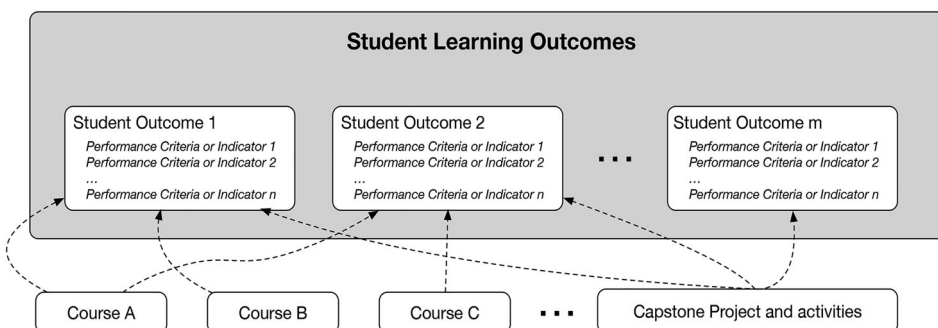 Student Learning Outcomes
Student Outcome 1
Performance Criteria or Indicator 1
Performance Criteria or Indicator 2
...
Performance Criteria or Indicator n
Student Outcome 2
Performance Criteria or Indicator 1
Performance Criteria or Indicator 2
...
Performance Criteria or Indicator n
...
Student Outcome m
Performance Criteria or Indicator 1
Performance Criteria or Indicator 2
...
Performance Criteria or Indicator n
Course A
Course B
Course C
...
Capstone Project and activities